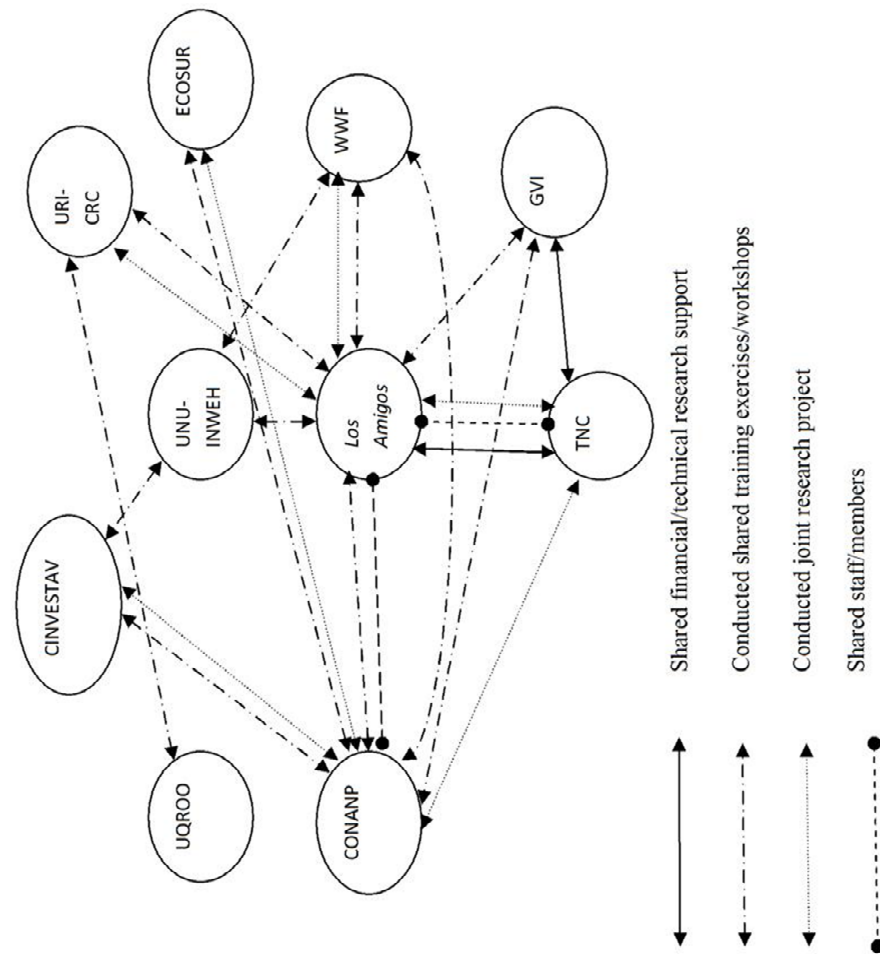 CINVESTAV
URI-
CRC
UQROO
UNU-
INWEH
ECOSUR
CONANP
Los
Amigos
WWF
GVI
TNC
Shared financial/technical research support
Conducted shared training exercises/workshops
Conducted joint research project
Shared staff/members